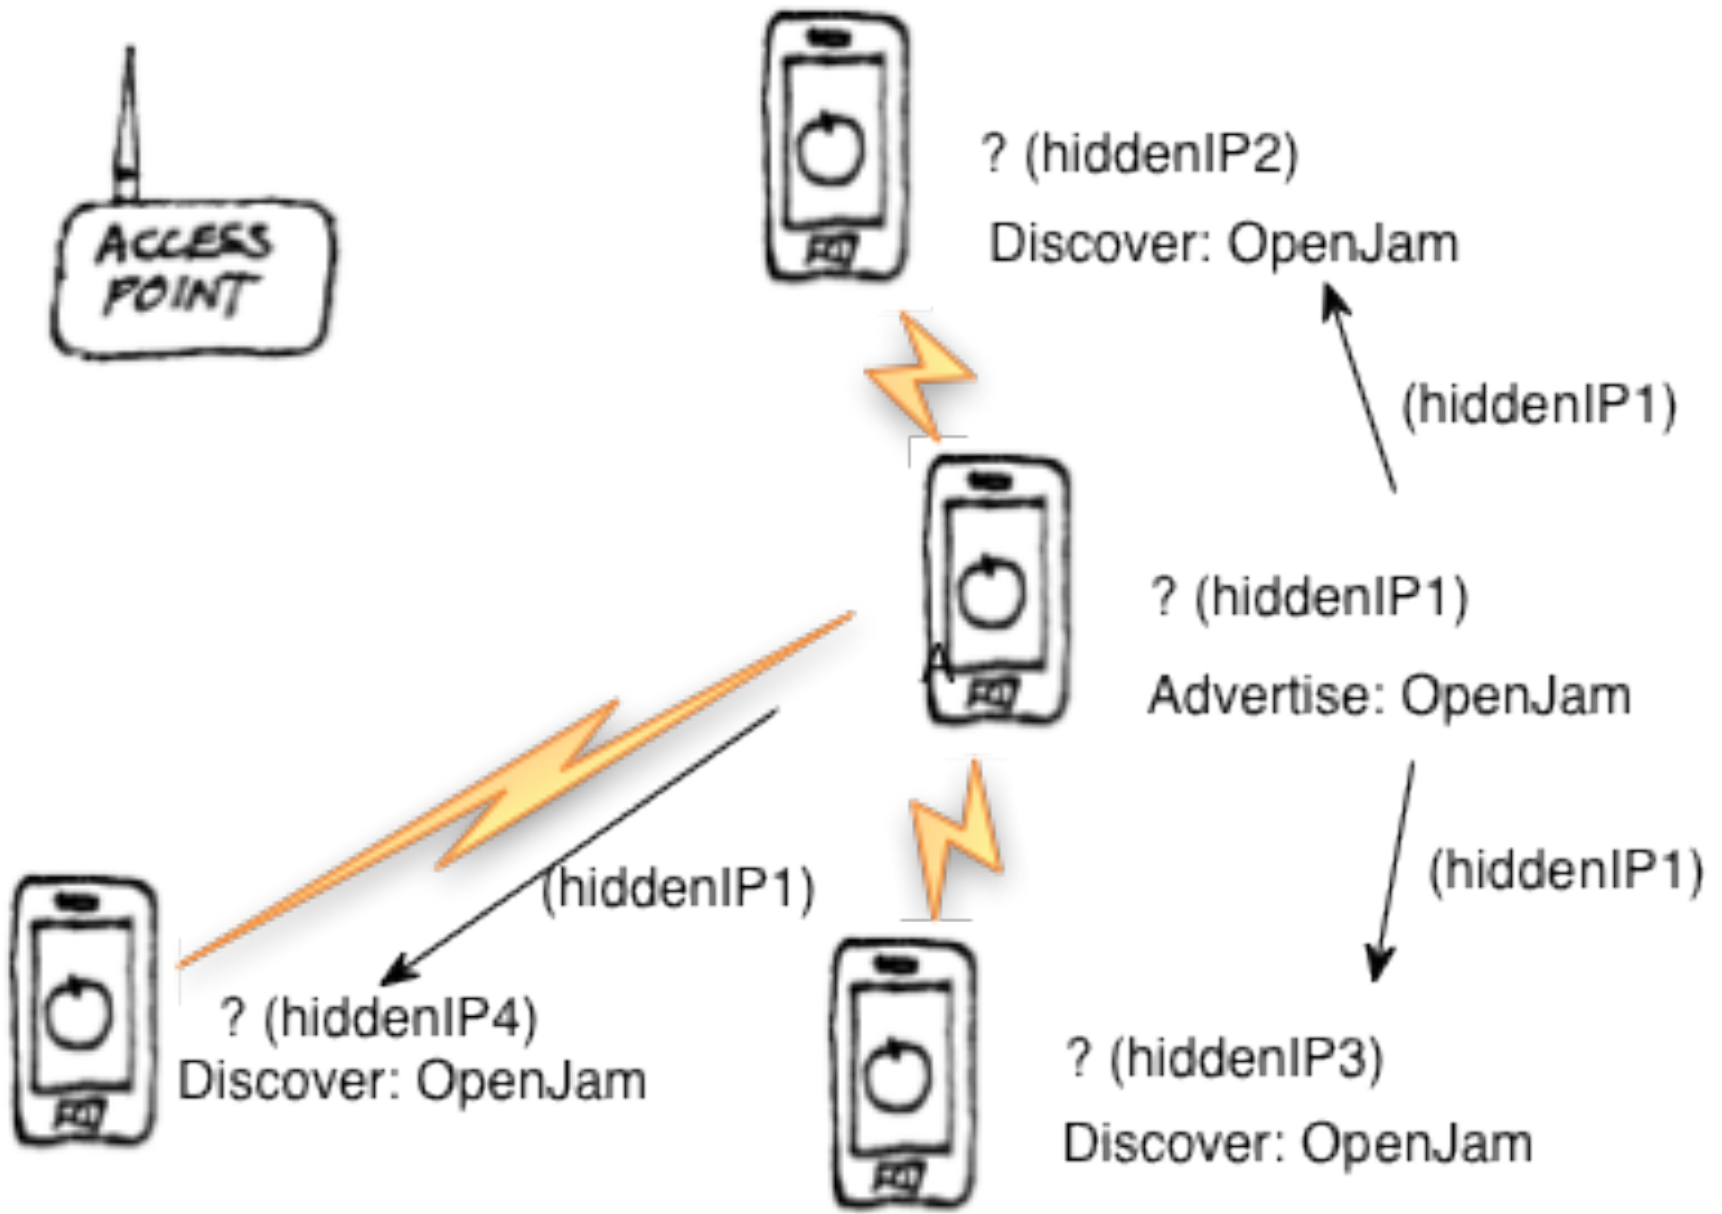 ACCESS
POINT
? (hiddenIP2)
Discover: OpenJam
(hiddenIP1)
? (hiddenIP1)
Advertise: OpenJam
A
(hiddenIP1)
(hiddenIP1)
? (hiddenIP4)
Discover: OpenJam
? (hiddenIP3)
Discover: OpenJam